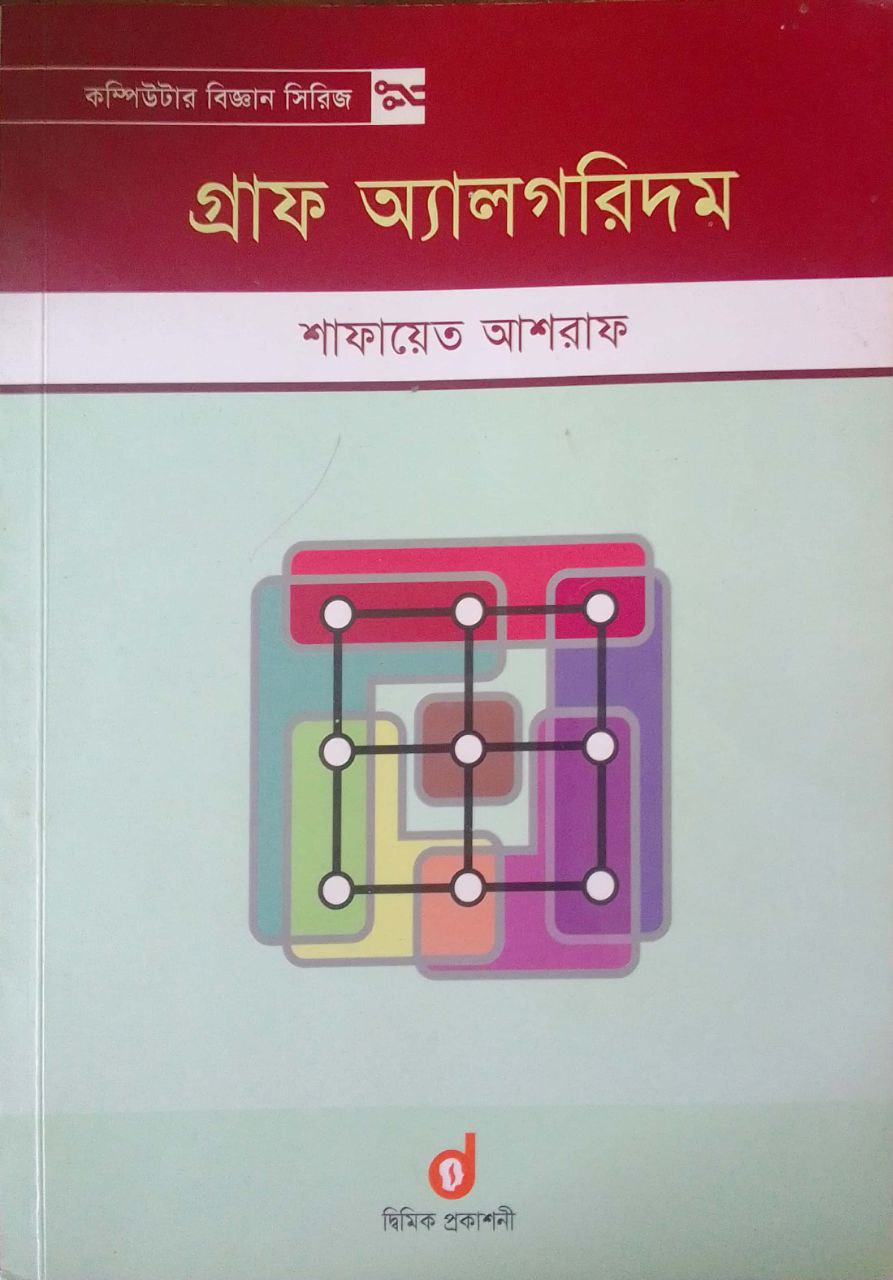 কম্পিউটার বিজ্ঞান সিরিজ
গ্রাফ অ্যালগরিদম
শাফায়েত আশরাফ
দ্বিমিক প্রকাশনী